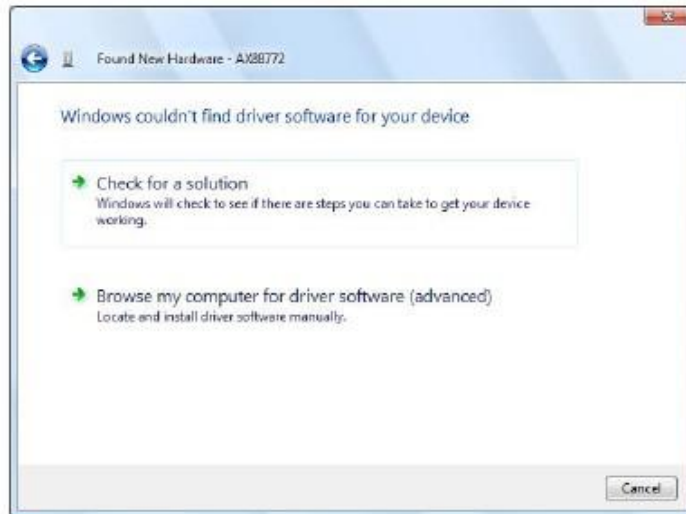 Found New Hardware - AX88772
Windows couldn't find driver software for your device
Check for a solution
Windows will check to see if there are steps you can take to get your device
working.
Browse my computer for driver software (advanced)
Locate and install driver software manually.
Cancel